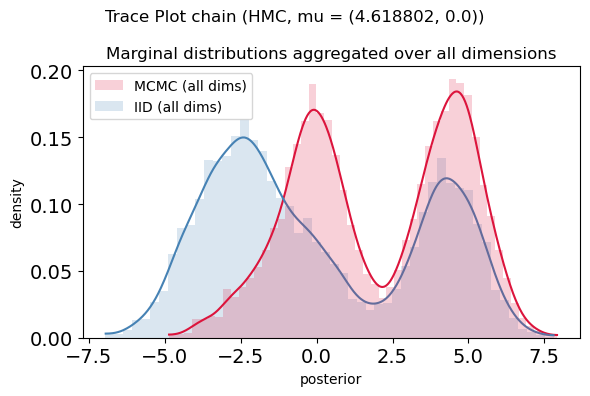 Trace Plot chain (HMC, mu = (4.618802, 0.0))
Marginal distributions aggregated over all dimensions
MCMC (all dims)
IID (all dims)
density
0.20
0.15
0.10
0.05
0.00
−7.5 −5.0 −2.5 0.0 2.5 5.0 7.5
posterior